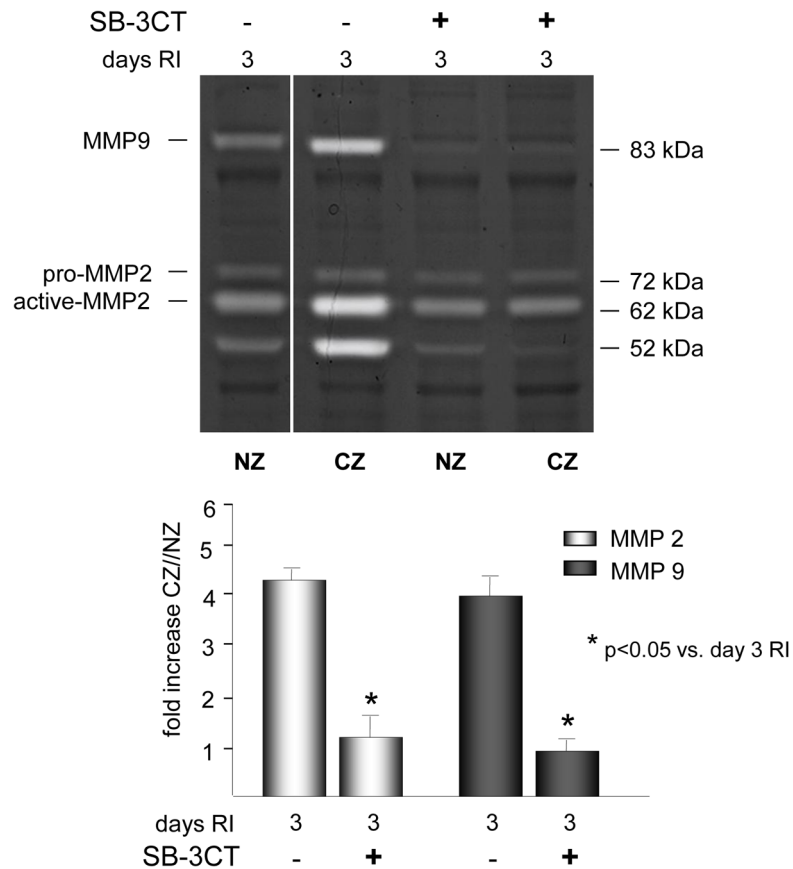 SB-3CT - - + +
days RI 3 3 3 3
MMP9 83 kDa
pro-MMP2 72 kDa
active-MMP2 62 kDa
52 kDa
NZ CZ NZ CZ
fold increase CZ//NZ
6
5
4
3
2
1
MMP 2
MMP 9
* p<0.05 vs. day 3 RI
*
*
days RI 3 3 3 3
SB-3CT - + - +